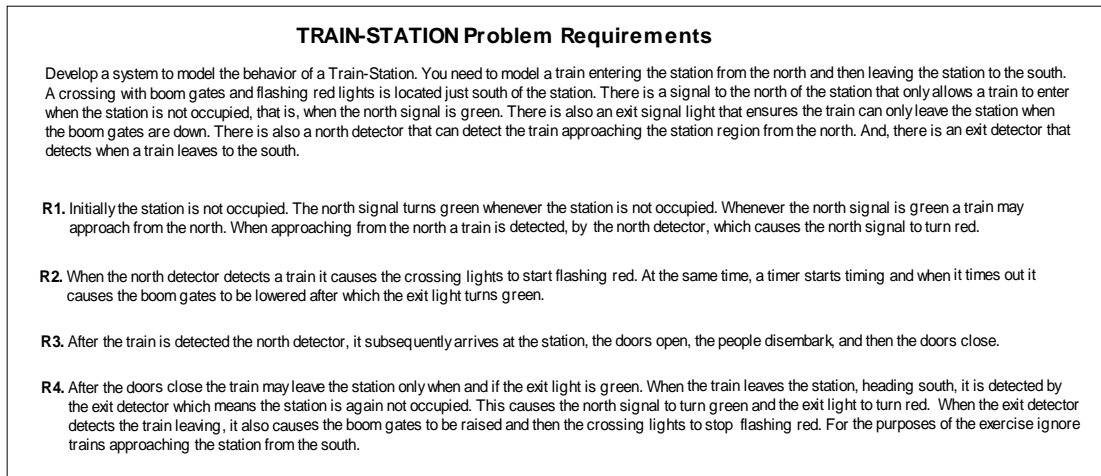 TRAIN-STATION Problem Requirements
Develop a system to model the behavior of a Train-Station. You need to model a train entering the station from the north and then leaving the station to the south.
A crossing with boom gates and flashing red lights is located just south of the station. There is a signal to the north of the station that only allows a train to enter
when the station is not occupied, that is, when the north signal is green. There is also an exit signal light that ensures the train can only leave the station when
the boom gates are down. There is also a north detector that can detect the train approaching the station region from the north. And, there is an exit detector that
detects when a train leaves to the south.
R1. Initially the station is not occupied. The north signal turns green whenever the station is not occupied. Whenever the north signal is green a train may
approach from the north. When approaching from the north a train is detected, by the north detector, which causes the north signal to turn red.
R2. When the north detector detects a train it causes the crossing lights to start flashing red. At the same time, a timer starts timing and when it times out it
causes the boom gates to be lowered after which the exit light turns green.
R3. After the train is detected the north detector, it subsequently arrives at the station, the doors open, the people disembark, and then the doors close.
R4. After the doors close the train may leave the station only when and if the exit light is green. When the train leaves the station, heading south, it is detected by
the exit detector which means the station is again not occupied. This causes the north signal to turn green and the exit light to turn red. When the exit detector
detects the train leaving, it also causes the boom gates to be raised and then the crossing lights to stop flashing red. For the purposes of the exercise ignore
trains approaching the station from the south.